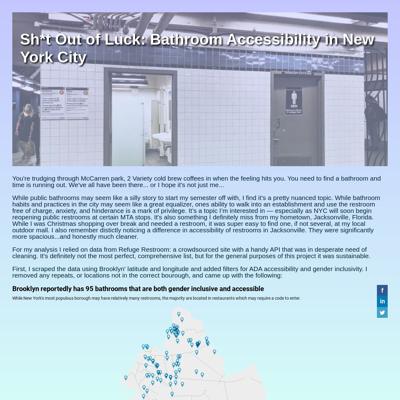 Sh*t Out of Luck: Bathroom Accessibility in New
York City
You're trudging through McCarren park, 2 Variety cold brew coffees in when the feeling hits you. You need to find a bathroom and
time is running out. We've all have been there... or I hope it's not just me...
While public bathrooms may seem like a silly story to start my semester off with, I find it's a pretty nuanced topic. While bathroom
habits and practices in the city may seem like a great equalizer, ones ability to walk into an establishment and use the restroom
free of charge, anxiety, and hinderance is a mark of privilege. It's a topic I'm interested in — especially as NYC will soon begin
reopening public restrooms at certain MTA stops. It's also something I definitely miss from my hometown, Jacksonville, Florida.
While I was Christmas shopping over break and needed a restroom, it was super easy to find one, if not several, at my local
outdoor mall. I also remember distictly noticing a difference in accessability of restrooms in Jacksonville. They were significantly
more spacious...and honestly much cleaner.
For my analysis I relied on data from Refuge Restroom: a crowdsourced site with a handy API that was in desperate need of
cleaning. It's definitely not the most perfect, comprehensive list, but for the general purposes of this project it was sustainable.
First, I scraped the data using Brooklyn' latitude and longitude and added filters for ADA accessibility and gender inclusivity. I
removed any repeats, or locations not in the correct bourough, and came up with the following:
Brooklyn reportedly has 95 bathrooms that are both gender inclusive and accessible
While New York's most populous borough may have relatively many restrooms, the majority are located in restaurants which may require a code to enter.